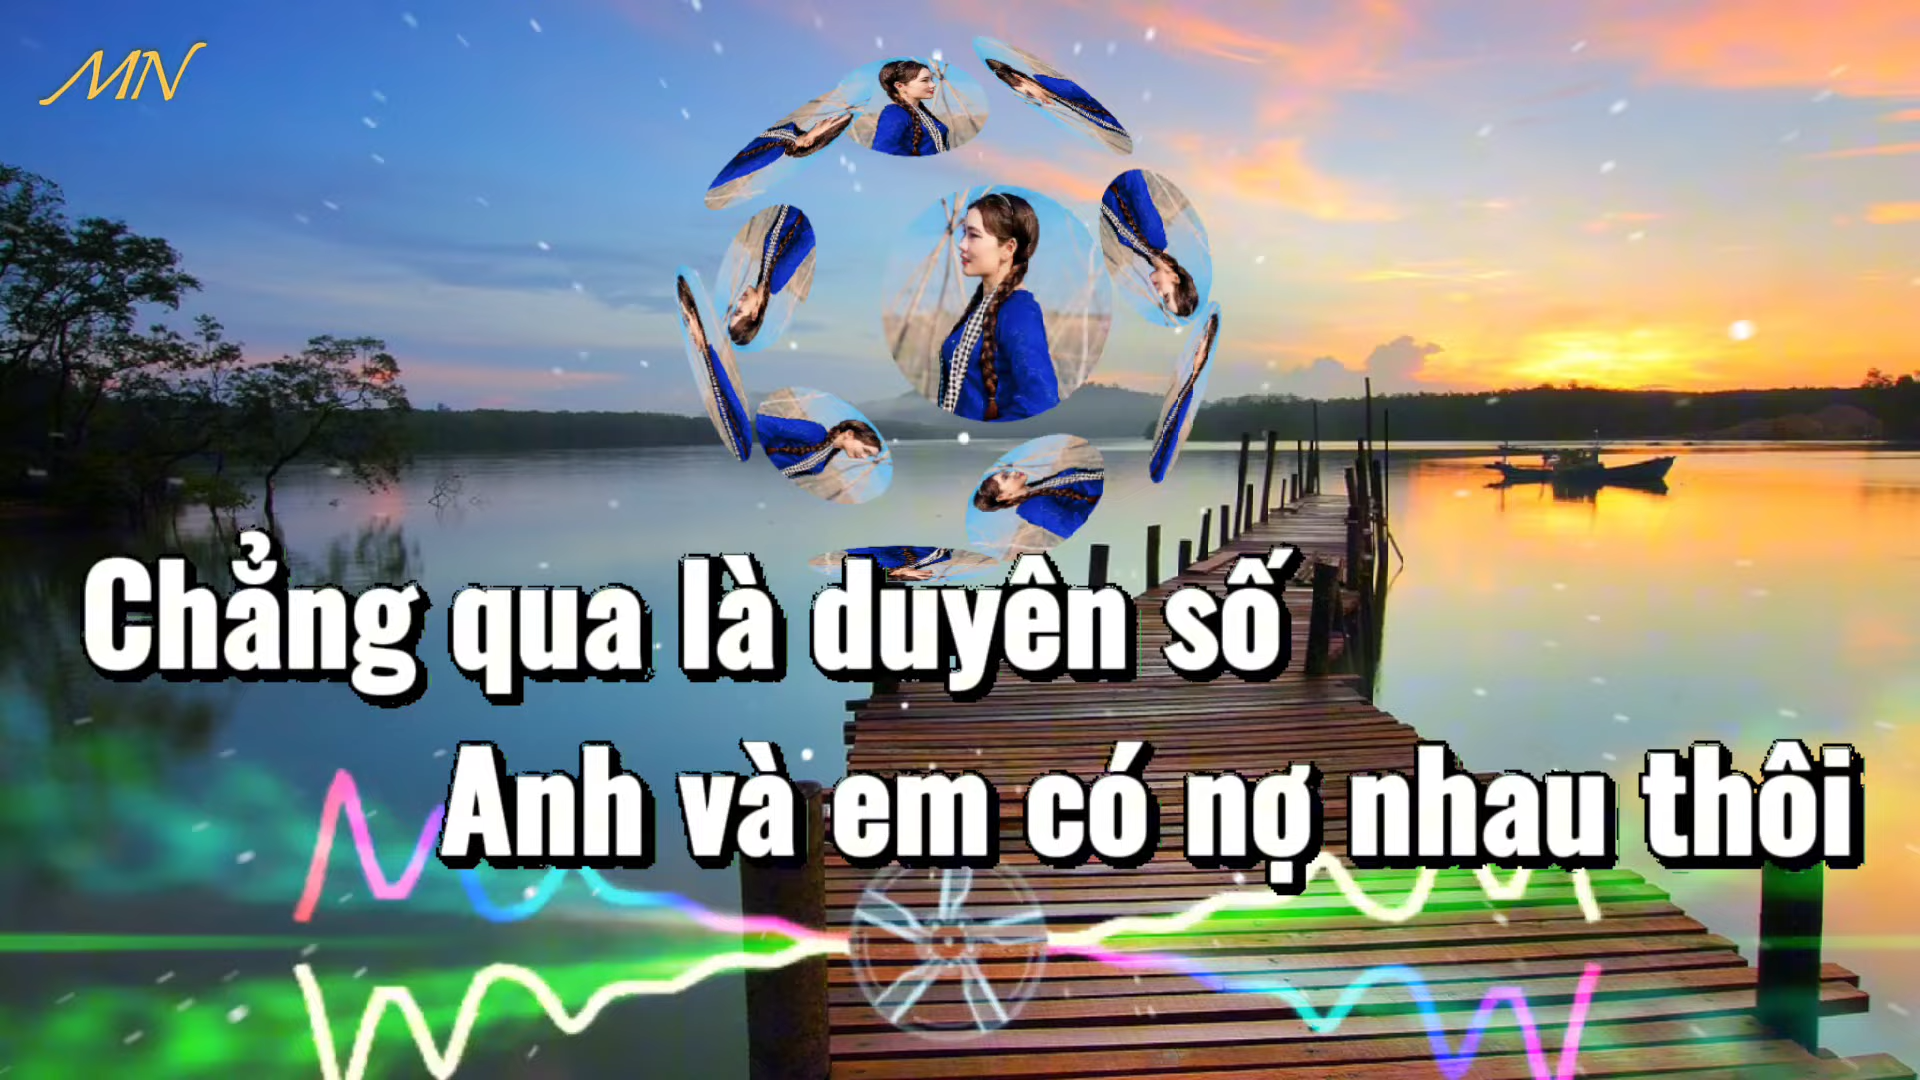 MN
Chẳng qua là duyên số
Anh và em có nợ nhau thôi